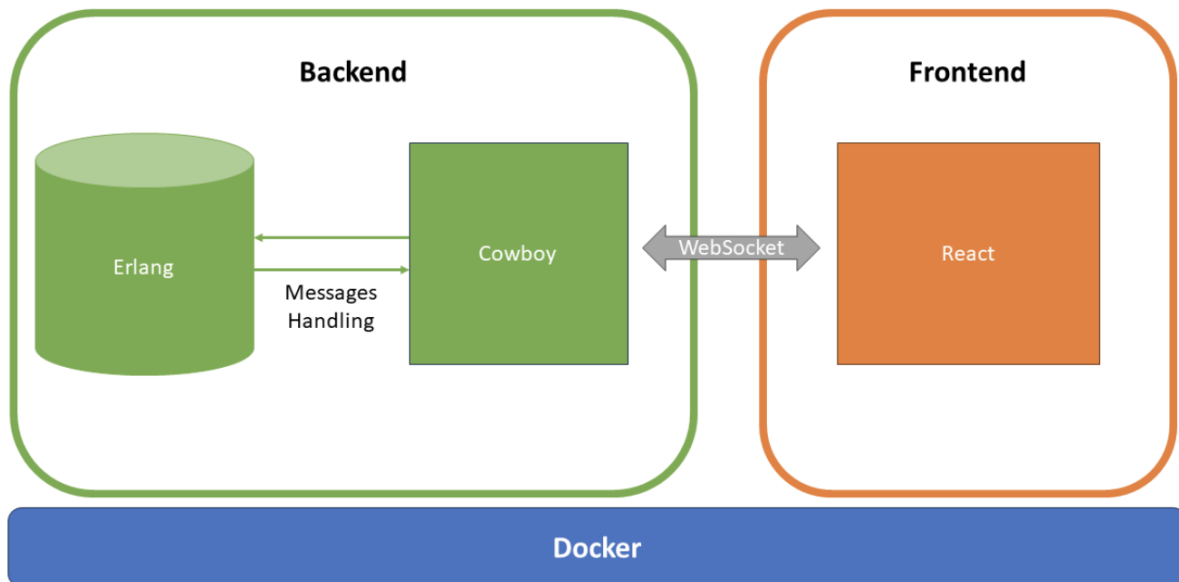 Backend
Frontend
Erlang
Messages
Handling
Cowboy
WebSocket
React
Docker